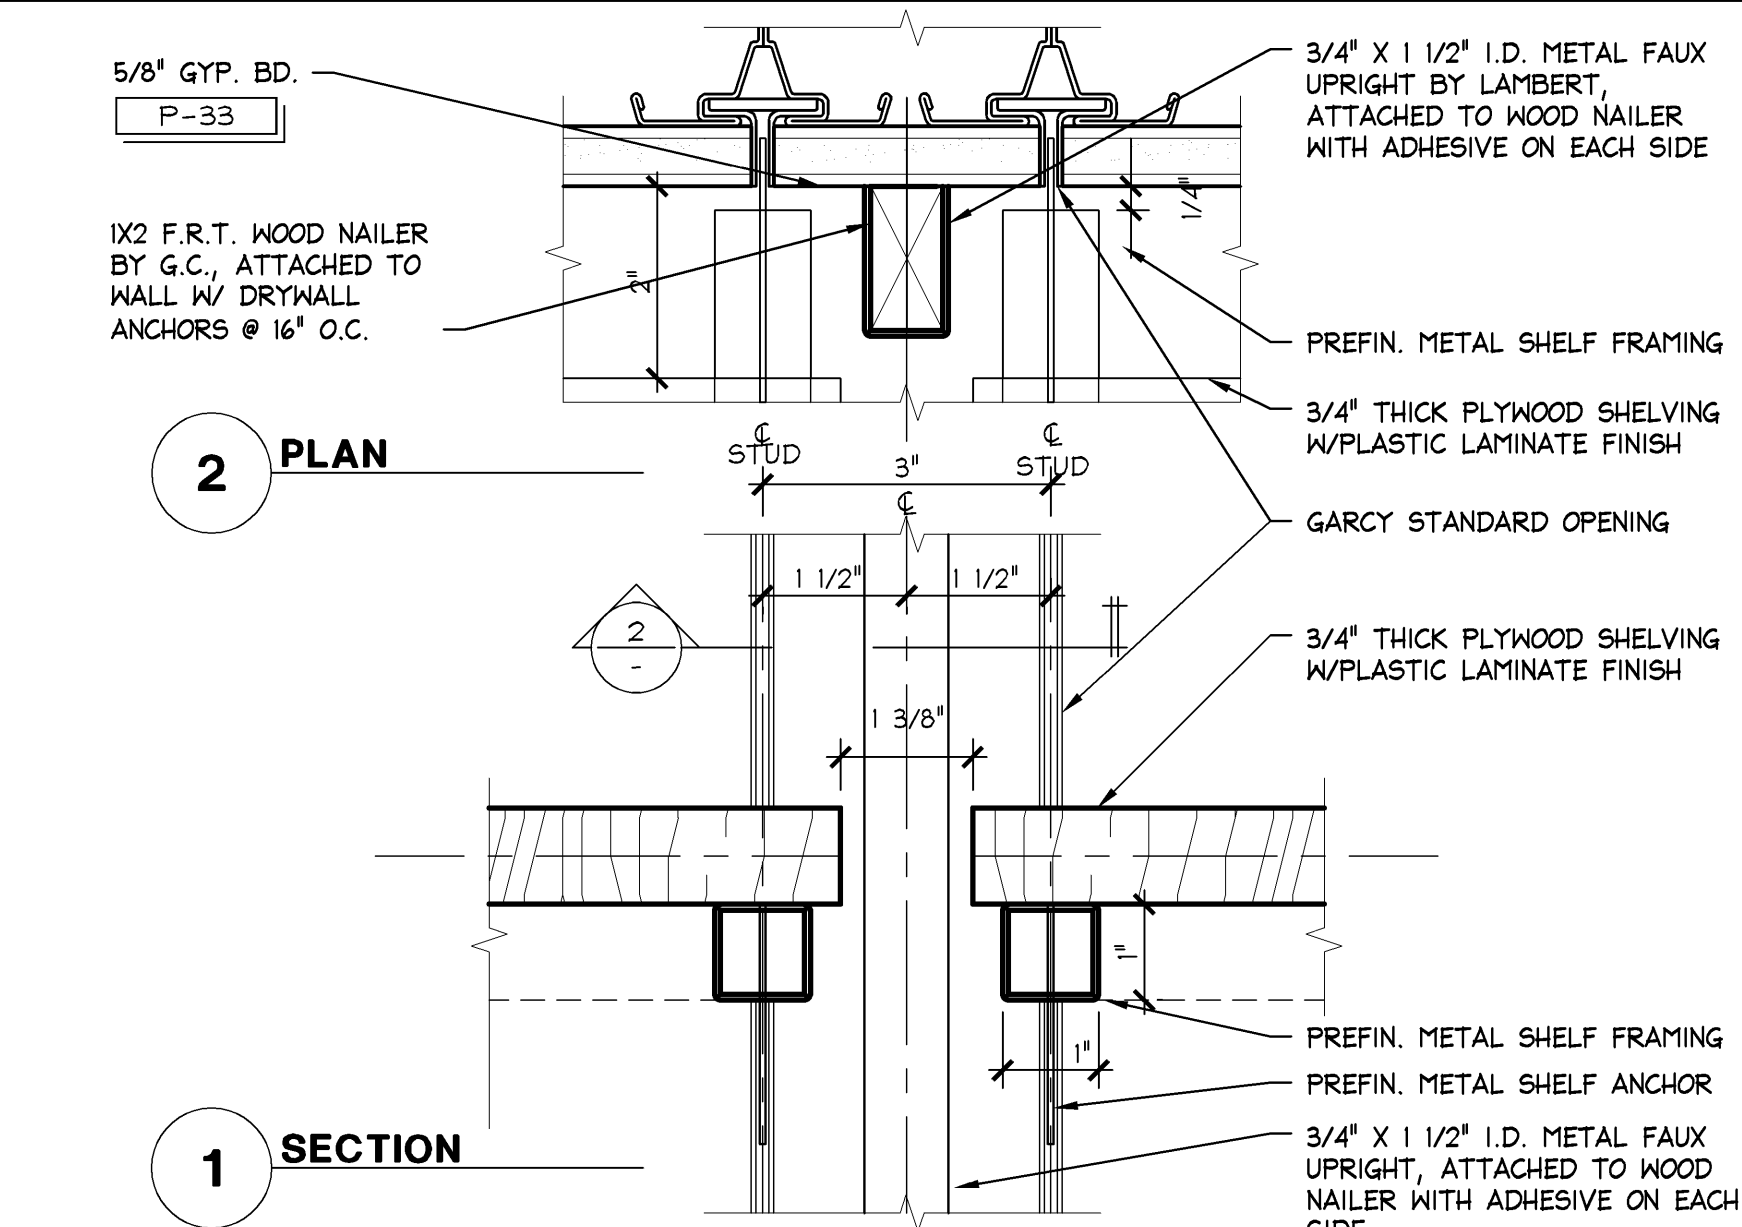 5/8" GYP. BD.
P-33
3/4" X 1 1/2" I.D. METAL FAUX
UPRIGHT BY LAMBERT,
ATTACHED TO WOOD NAILER
WITH ADHESIVE ON EACH SIDE
1X2 F.R.T. WOOD NAILER
BY G.C., ATTACHED TO
WALL W/ DRYWALL
ANCHORS @ 16" O.C.
2"
1/4"
PREFIN. METAL SHELF FRAMING
3/4" THICK PLYWOOD SHELVING
W/PLASTIC LAMINATE FINISH
2 PLAN
℄
STUD
℄
STUD
3"
℄
GARCY STANDARD OPENING
1 1/2"
1 1/2"
2
-
3/4" THICK PLYWOOD SHELVING
W/PLASTIC LAMINATE FINISH
1 3/8"
1"
1"
PREFIN. METAL SHELF FRAMING
PREFIN. METAL SHELF ANCHOR
1 SECTION
3/4" X 1 1/2" I.D. METAL FAUX
UPRIGHT, ATTACHED TO WOOD
NAILER WITH ADHESIVE ON EACH
SIDE